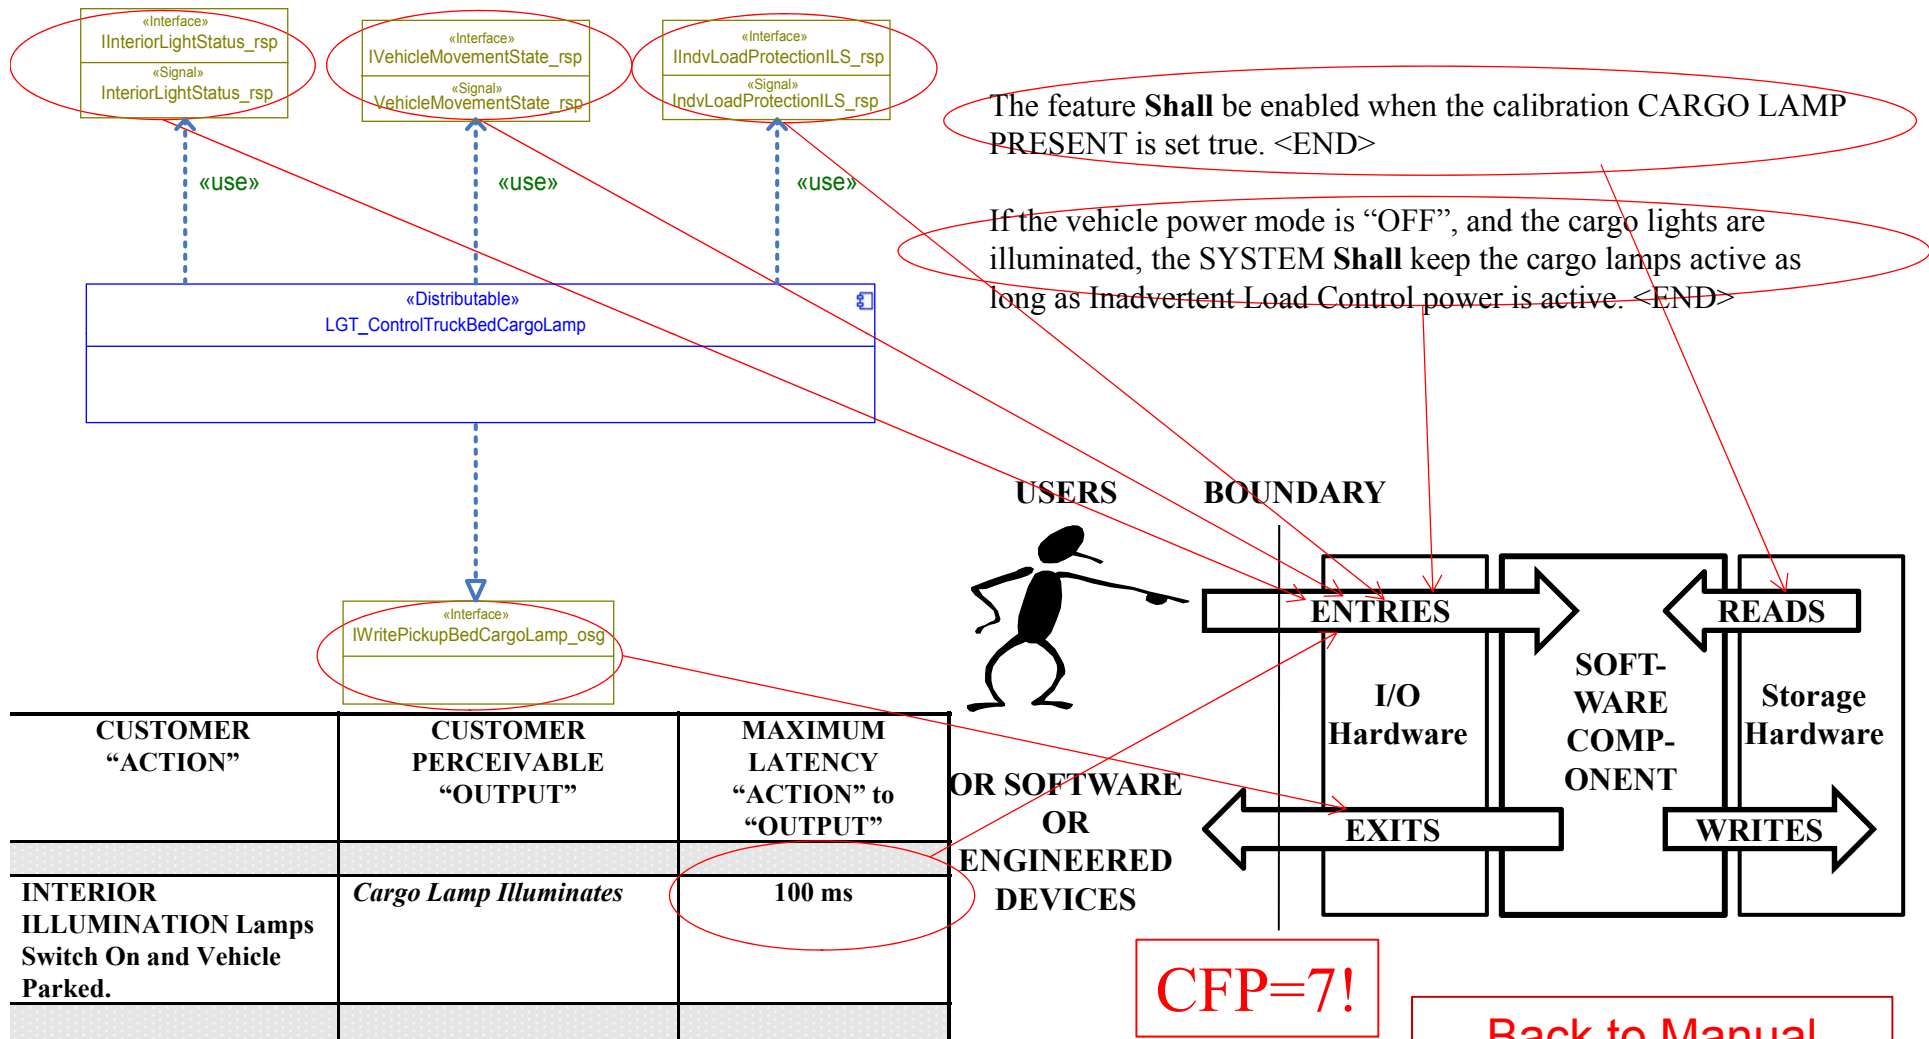 «Interface»
IInteriorLightStatus_rsp
«Signal»
InteriorLightStatus_rsp
«Interface»
IVehicleMovementState_rsp
«Signal»
VehicleMovementState_rsp
«Interface»
IIndvLoadProtectionILS_rsp
«Signal»
IndvLoadProtectionILS_rsp
The feature Shall be enabled when the calibration CARGO LAMP
PRESENT is set true. <END>
«use»
«use»
«use»
If the vehicle power mode is “OFF”, and the cargo lights are
illuminated, the SYSTEM Shall keep the cargo lamps active as
long as Inadvertent Load Control power is active. <END>
«Distributable»
LGT_ControlTruckBedCargoLamp
USERS
BOUNDARY
«Interface»
IWritePickupBedCargoLamp_osg
ENTRIES
READS
I/O
Hardware
SOFT-
WARE
COMP-
ONENT
Storage
Hardware
OR SOFTWARE
OR
ENGINEERED
DEVICES
EXITS
WRITES
CUSTOMER
“ACTION”
CUSTOMER
PERCEIVABLE
“OUTPUT”
MAXIMUM
LATENCY
“ACTION” to
“OUTPUT”
INTERIOR
ILLUMINATION Lamps
Switch On and Vehicle
Parked.
Cargo Lamp Illuminates
100 ms
CFP=7!
Back to Manual